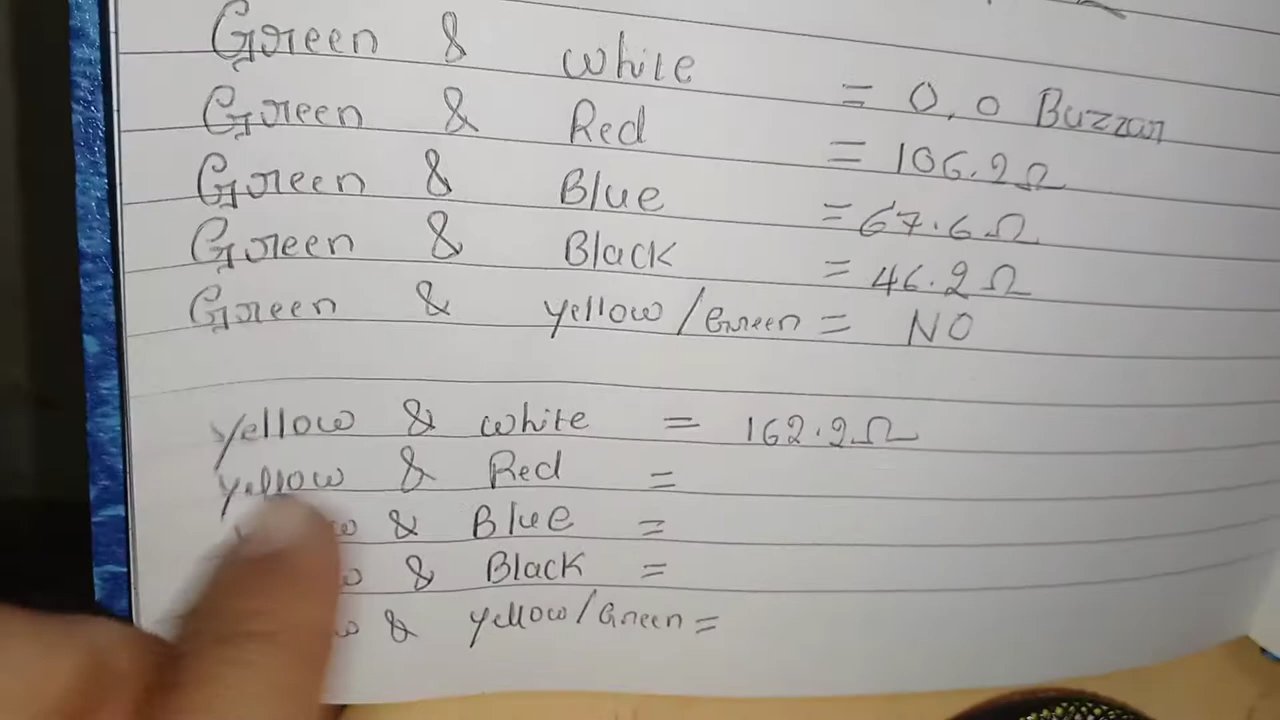 Green & White = 0,0 Buzzar
Green & Red = 106.2Ω
Green & Blue = 67.6Ω
Green & Black = 46.2Ω
Green & yellow/Green = NO
yellow & white = 162.2Ω
yellow & Red =
& Blue =
& Black =
& yellow/Green =